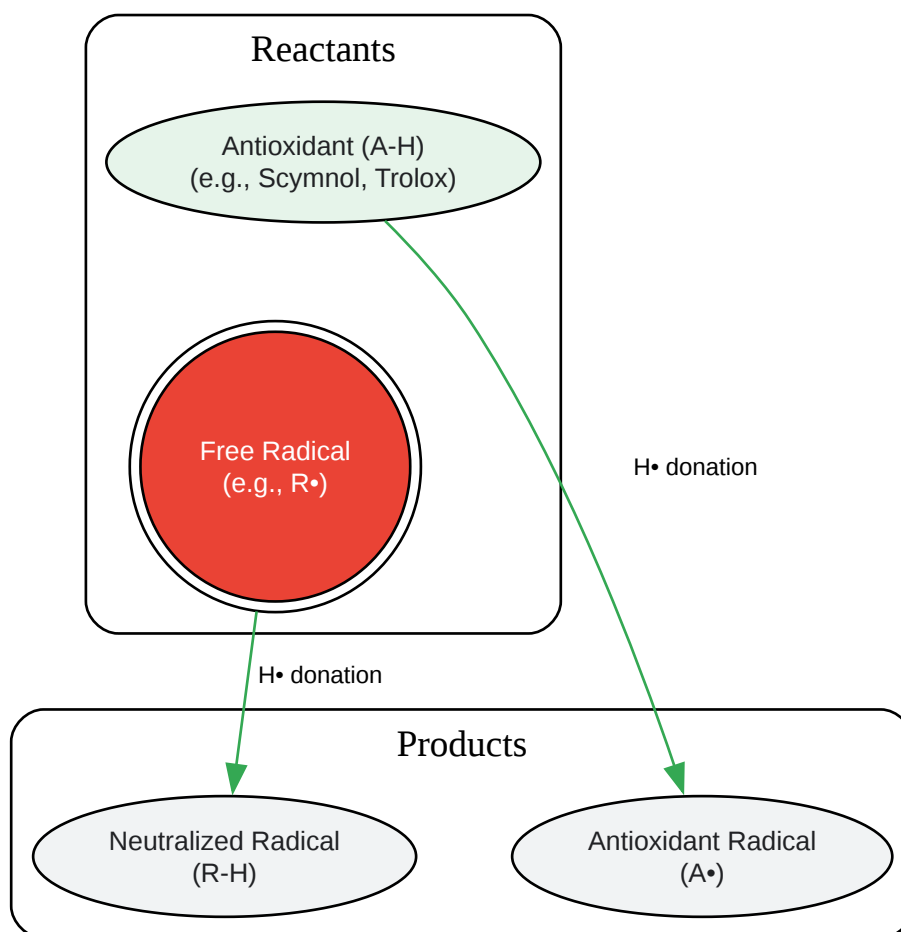 Reactants
Antioxidant (A-H)
(e.g., Scymnol, Trolox)
Free Radical
(e.g., R•)
H• donation
H• donation
Products
Neutralized Radical
(R-H)
Antioxidant Radical
(A•)